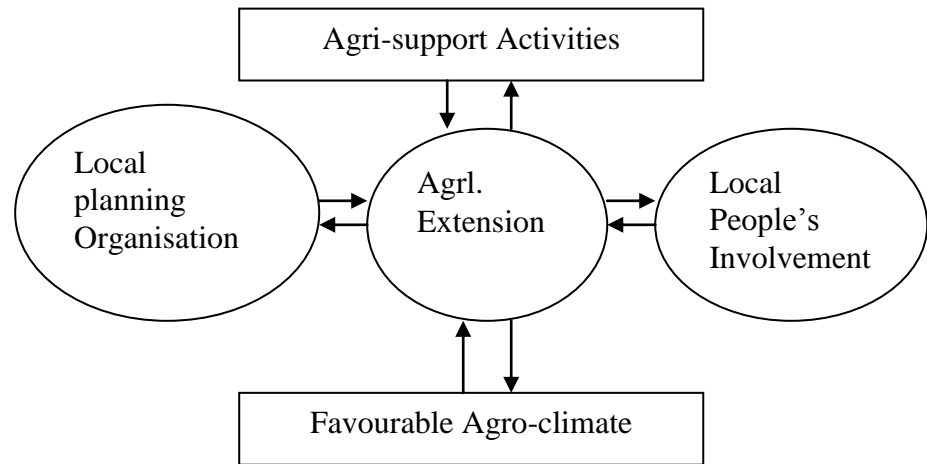 Agri-support Activities
Local
planning
Organisation
Agrl.
Extension
Local
People’s
Involvement
Favourable Agro-climate